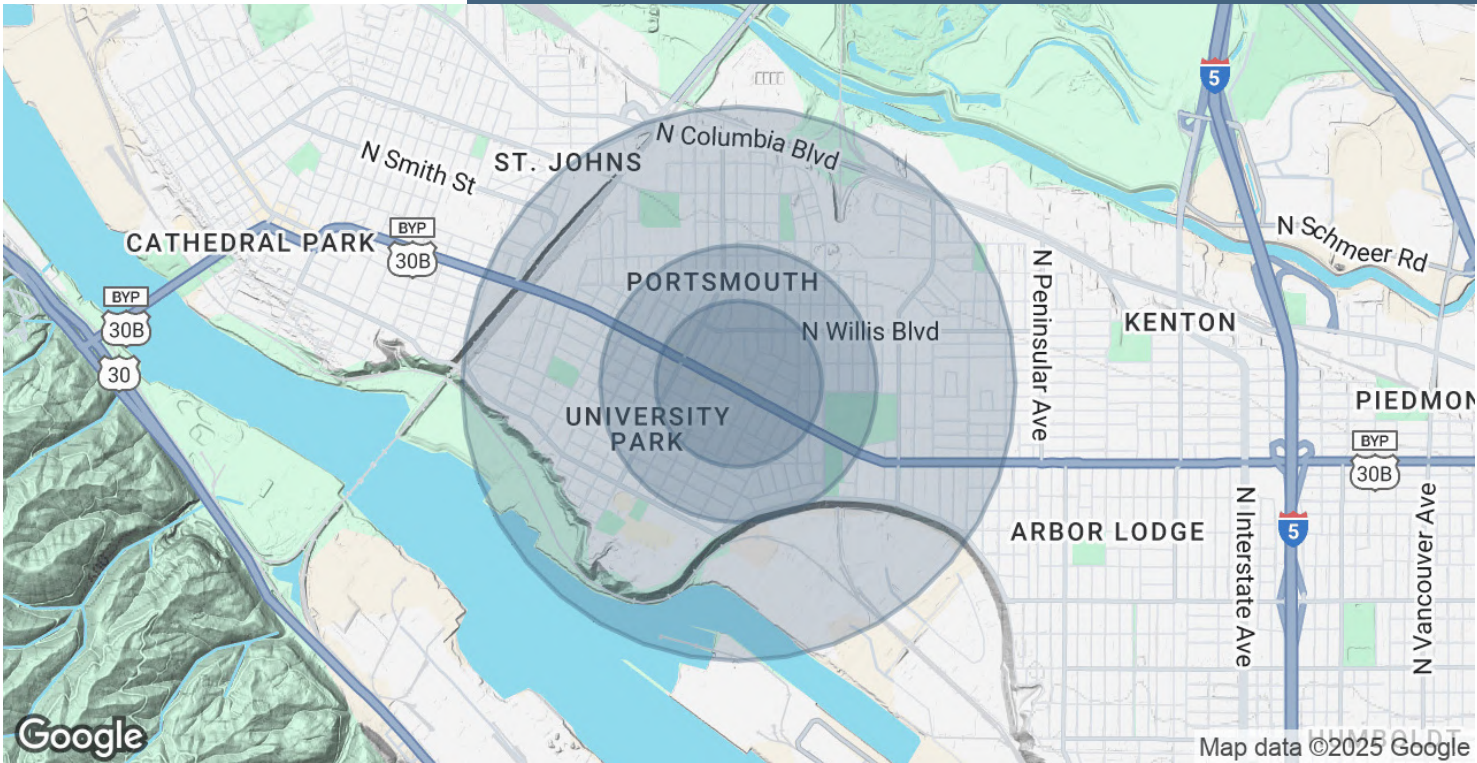 5
N Columbia Blvd
N Smith St
ST. JOHNS
BYP
30B
CATHEDRAL PARK
N Schmeer Rd
PORTSMOUTH
BYP
30B
N Peninsular Ave
N Willis Blvd
KENTON
30
UNIVERSITY
PARK
PIEDMON
BYP
30B
N Interstate Ave
N Vancouver Ave
5
ARBOR LODGE
HUMBOLDT
Google
Map data ©2025 Google